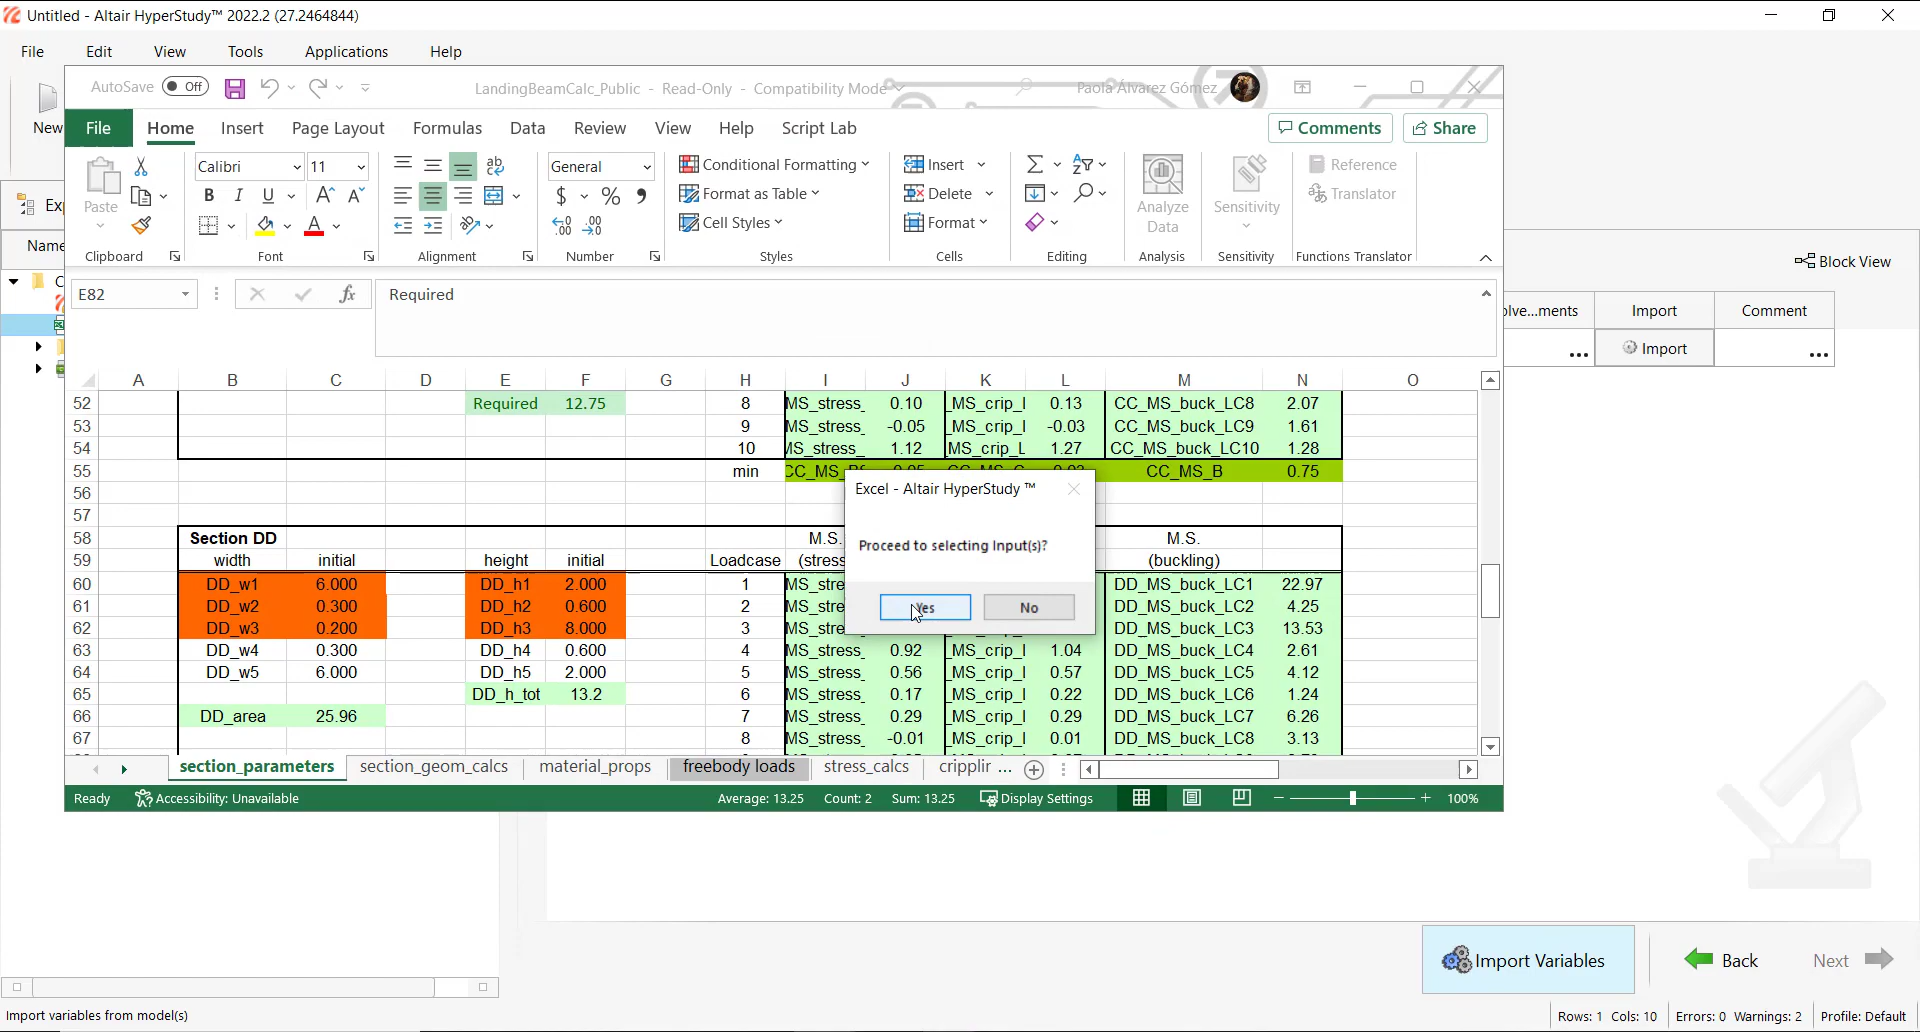 Untitled - Altair HyperStudy™ 2022.2 (27.2464844)
File Edit View Tools Applications Help
AutoSave Off LandingBeamCalc_Public - Read-Only - Compatibility Mode Paola Álvarez Gómez
New
File Home Insert Page Layout Formulas Data Review View Help Script Lab Comments Share
Calibri 11 General Conditional Formatting Insert Reference
Paste B I U $ % Format as Table Delete Analyze Data Sensitivity Translator
Cell Styles Format
Clipboard Font Alignment Number Styles Cells Editing Analysis Sensitivity Functions Translator
Name
Block View
E82 fx Required
olve...ments Import Comment
... Import ...
A B C D E F G H I J K L M N O
52 Required 12.75 8 MS_stress_ 0.10 _MS_crip_l 0.13 CC_MS_buck_LC8 2.07
53 9 MS_stress_ -0.05 _MS_crip_l -0.03 CC_MS_buck_LC9 1.61
54 10 MS_stress_ 1.12 MS_crip_L 1.27 CC_MS_buck_LC10 1.28
55 min CC_MS_B 0.75
56
57
58 Section DD M.S. M.S.
59 width initial height initial Loadcase (stress (buckling)
60 DD_w1 6.000 DD_h1 2.000 1 MS_stre DD_MS_buck_LC1 22.97
61 DD_w2 0.300 DD_h2 0.600 2 MS_stre DD_MS_buck_LC2 4.25
62 DD_w3 0.200 DD_h3 8.000 3 MS_stre DD_MS_buck_LC3 13.53
63 DD_w4 0.300 DD_h4 0.600 4 MS_stress_ 0.92 _MS_crip_l 1.04 DD_MS_buck_LC4 2.61
64 DD_w5 6.000 DD_h5 2.000 5 MS_stress_ 0.56 _MS_crip_l 0.57 DD_MS_buck_LC5 4.12
65 DD_h_tot 13.2 6 MS_stress_ 0.17 _MS_crip_l 0.22 DD_MS_buck_LC6 1.24
66 DD_area 25.96 7 MS_stress_ 0.29 _MS_crip_l 0.29 DD_MS_buck_LC7 6.26
67 8 MS_stress_ -0.01 _MS_crip_l 0.01 DD_MS_buck_LC8 3.13
Excel - Altair HyperStudy ™
Proceed to selecting Input(s)?
Yes No
section_parameters section_geom_calcs material_props freebody loads stress_calcs cripplir ...
Ready Accessibility: Unavailable Average: 13.25 Count: 2 Sum: 13.25 Display Settings 100%
Import Variables Back Next
Import variables from model(s) Rows: 1 Cols: 10 Errors: 0 Warnings: 2 Profile: Default